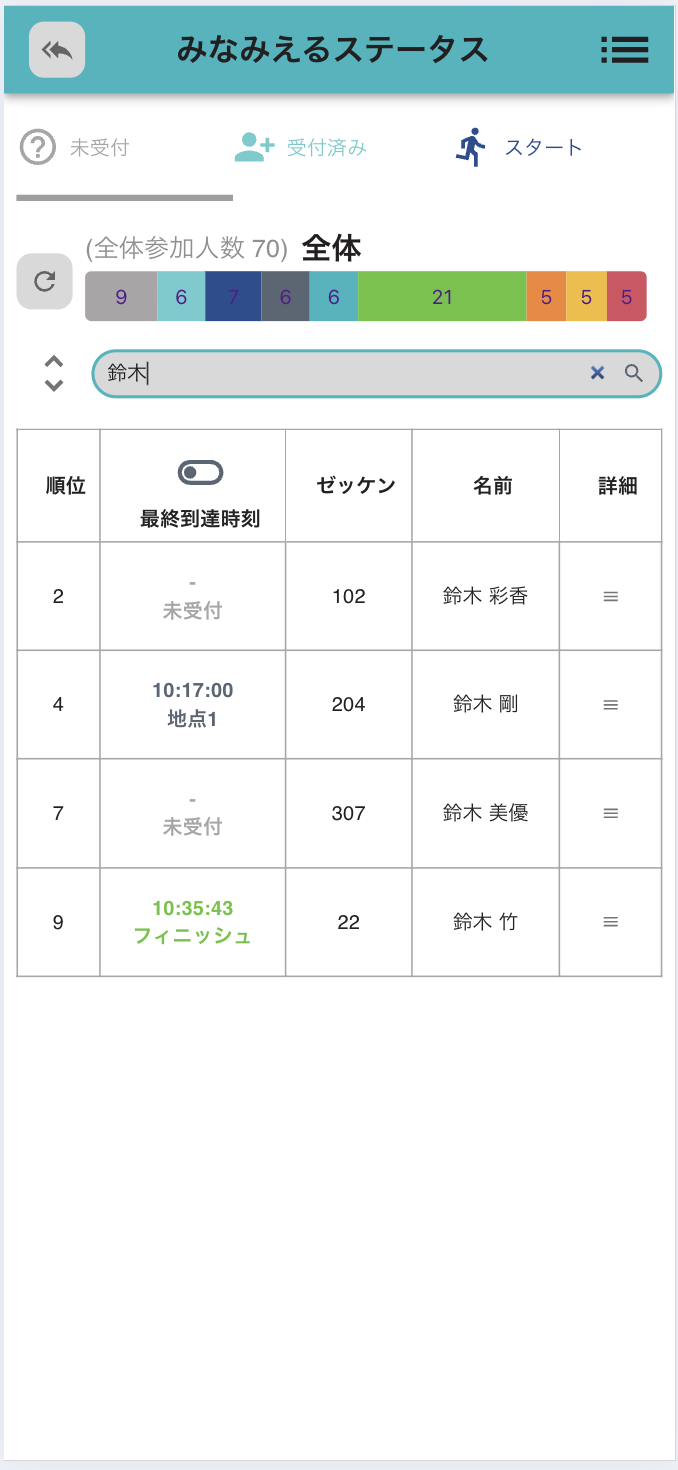 みなみえるステータス
未受付 受付済み スタート
(全体参加人数 70) 全体
9 6 7 6 6 21 5 5 5
鈴木
順位 最終到達時刻 ゼッケン 名前 詳細
2 - 未受付 102 鈴木 彩香
4 10:17:00 地点1 204 鈴木 剛
7 - 未受付 307 鈴木 美優
9 10:35:43 フィニッシュ 22 鈴木 竹